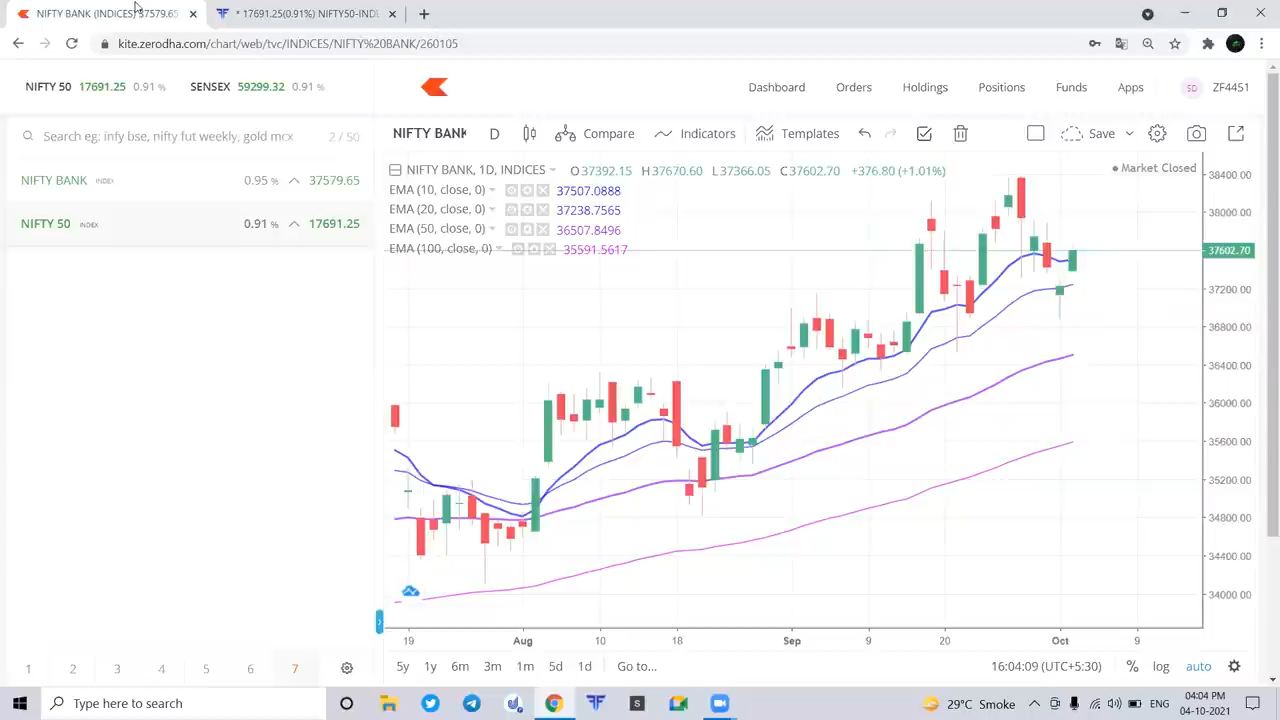 NIFTY BANK (INDICES) 37579.65
* 17691.25(0.91%) NIFTY50-IND
kite.zerodha.com/chart/web/tvc/INDICES/NIFTY%20BANK/260105
NIFTY 50 17691.25 0.91 % SENSEX 59299.32 0.91 %
Dashboard Orders Holdings Positions Funds Apps SD ZF4451
Search eg: infy bse, nifty fut weekly, gold mcx 2 / 50
NIFTY BANK D Compare Indicators Templates Save
NIFTY BANK INDEX 0.95 % 37579.65
NIFTY 50 INDEX 0.91 % 17691.25
NIFTY BANK, 1D, INDICES O37392.15 H37670.60 L37366.05 C37602.70 +376.80 (+1.01%)
Market Closed
EMA (10, close, 0) 37507.0888
EMA (20, close, 0) 37238.7565
EMA (50, close, 0) 36507.8496
EMA (100, close, 0) 35591.5617
38400.00
38000.00
37602.70
37200.00
36800.00
36400.00
36000.00
35600.00
35200.00
34800.00
34400.00
34000.00
19 Aug 10 18 Sep 9 20 Oct 9
1 2 3 4 5 6 7
5y 1y 6m 3m 1m 5d 1d Go to... 16:04:09 (UTC+5:30) % log auto
Type here to search
29°C Smoke ENG
04:04 PM
04-10-2021